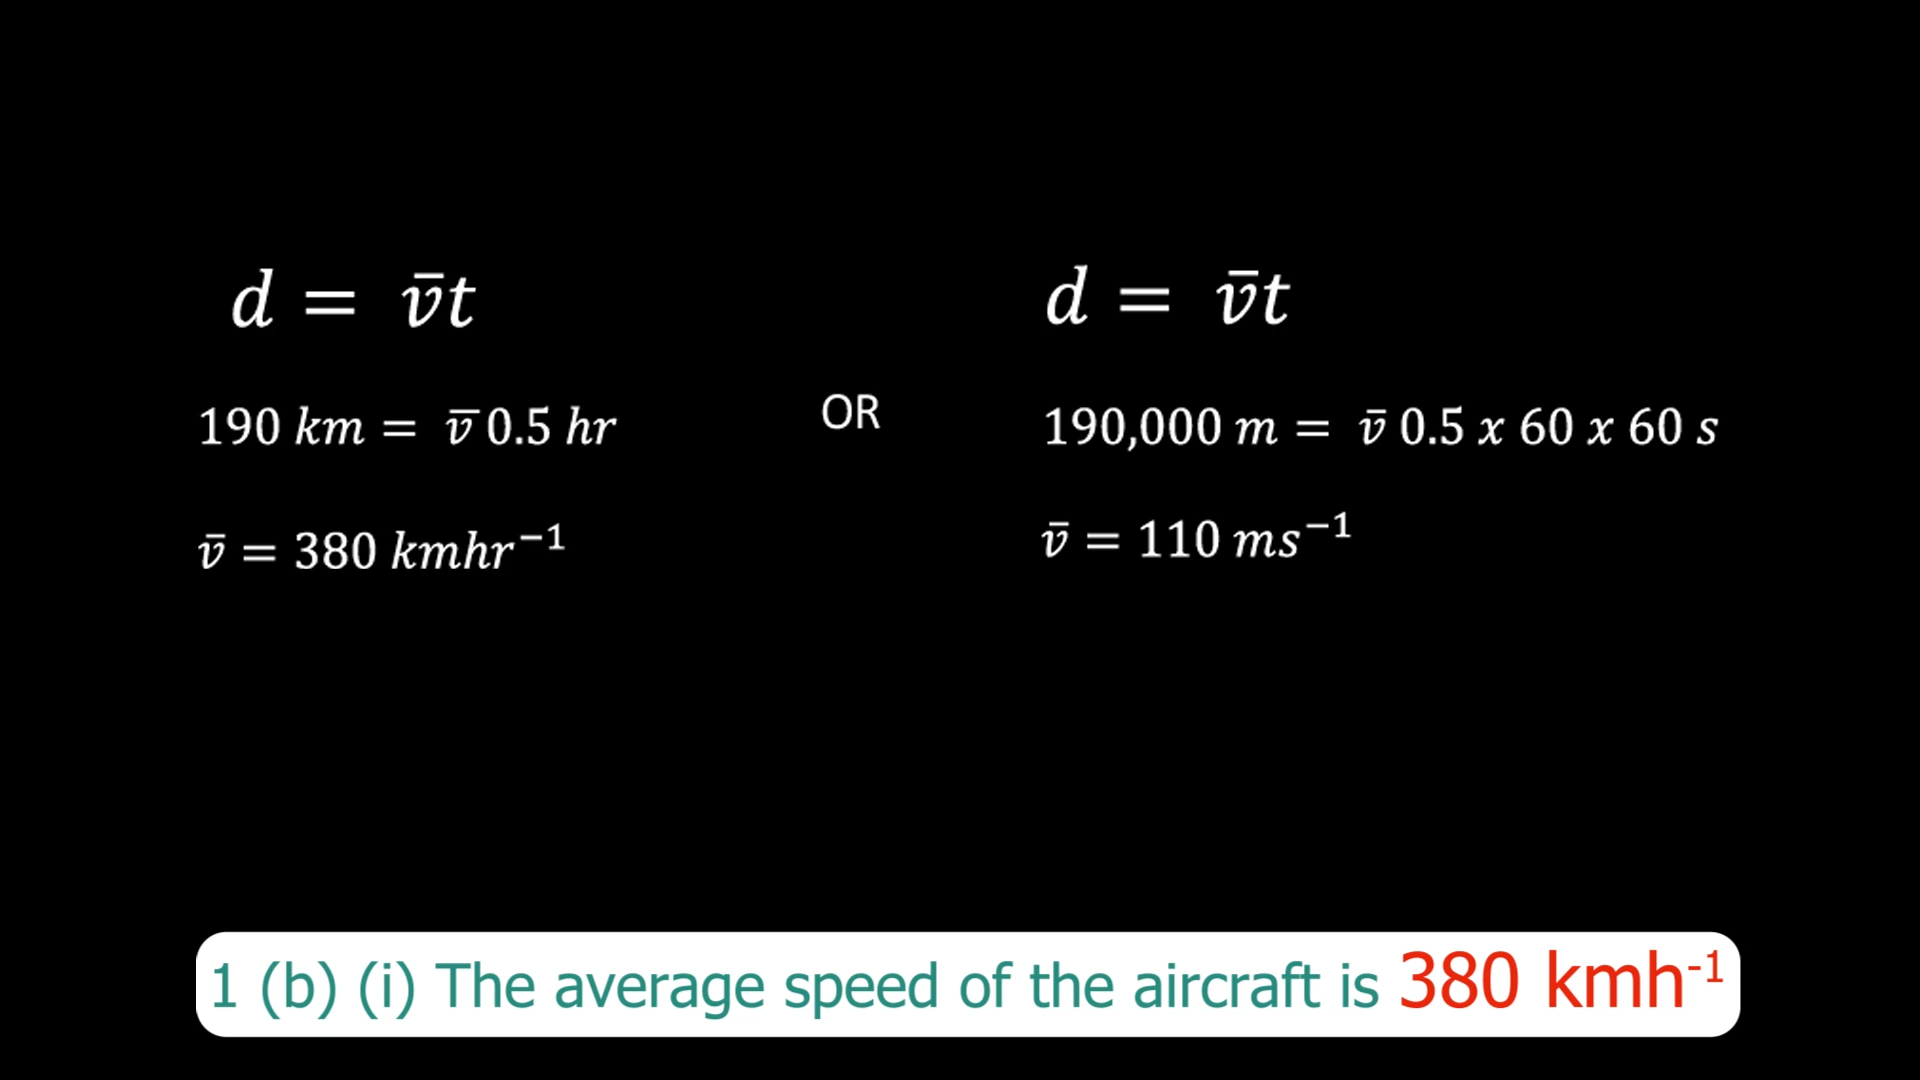 d = v̄t
190 km = v̄ 0.5 hr
v̄ = 380 kmhr⁻¹
OR
d = v̄t
190,000 m = v̄ 0.5 x 60 x 60 s
v̄ = 110 ms⁻¹
1 (b) (i) The average speed of the aircraft is 380 kmh⁻¹